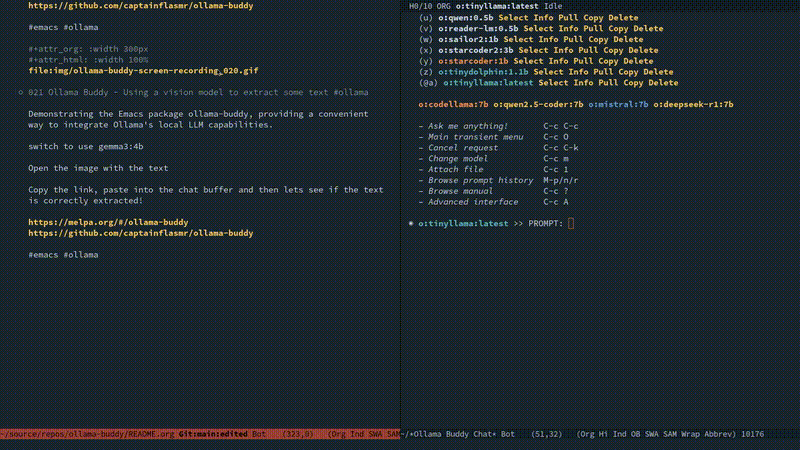 https://github.com/captainflasmr/ollama-buddy
#emacs #ollama
#+attr_org: :width 300px
#+attr_html: :width 100%
file:img/ollama-buddy-screen-recording_020.gif
021 Ollama Buddy - Using a vision model to extract some text #ollama
Demonstrating the Emacs package ollama-buddy, providing a convenient
way to integrate Ollama's local LLM capabilities.
switch to use gemma3:4b
Open the image with the text
Copy the link, paste into the chat buffer and then lets see if the text
is correctly extracted!
https://melpa.org/#/ollama-buddy
https://github.com/captainflasmr/ollama-buddy
#emacs #ollama
~/source/repos/ollama-buddy/README.org Git:main:edited Bot (323,0) (Org Ind SWA SAM
H0/10 ORG o:tinyllama:latest Idle
(u) o:qwen:0.5b Select Info Pull Copy Delete
(v) o:reader-lm:0.5b Select Info Pull Copy Delete
(w) o:sailor2:1b Select Info Pull Copy Delete
(x) o:starcoder2:3b Select Info Pull Copy Delete
(y) o:starcoder:1b Select Info Pull Copy Delete
(z) o:tinydolphin:1.1b Select Info Pull Copy Delete
(@a) o:tinyllama:latest Select Info Pull Copy Delete
o:codellama:7b o:qwen2.5-coder:7b o:mistral:7b o:deepseek-r1:7b
- Ask me anything! C-c C-c
- Main transient menu C-c O
- Cancel request C-c C-k
- Change model C-c m
- Attach file C-c 1
- Browse prompt history M-p/n/r
- Browse manual C-c ?
- Advanced interface C-c A
* o:tinyllama:latest >> PROMPT:
~/*Ollama Buddy Chat* Bot (51,32) (Org Hi Ind OB SWA SAM Wrap Abbrev) 10176